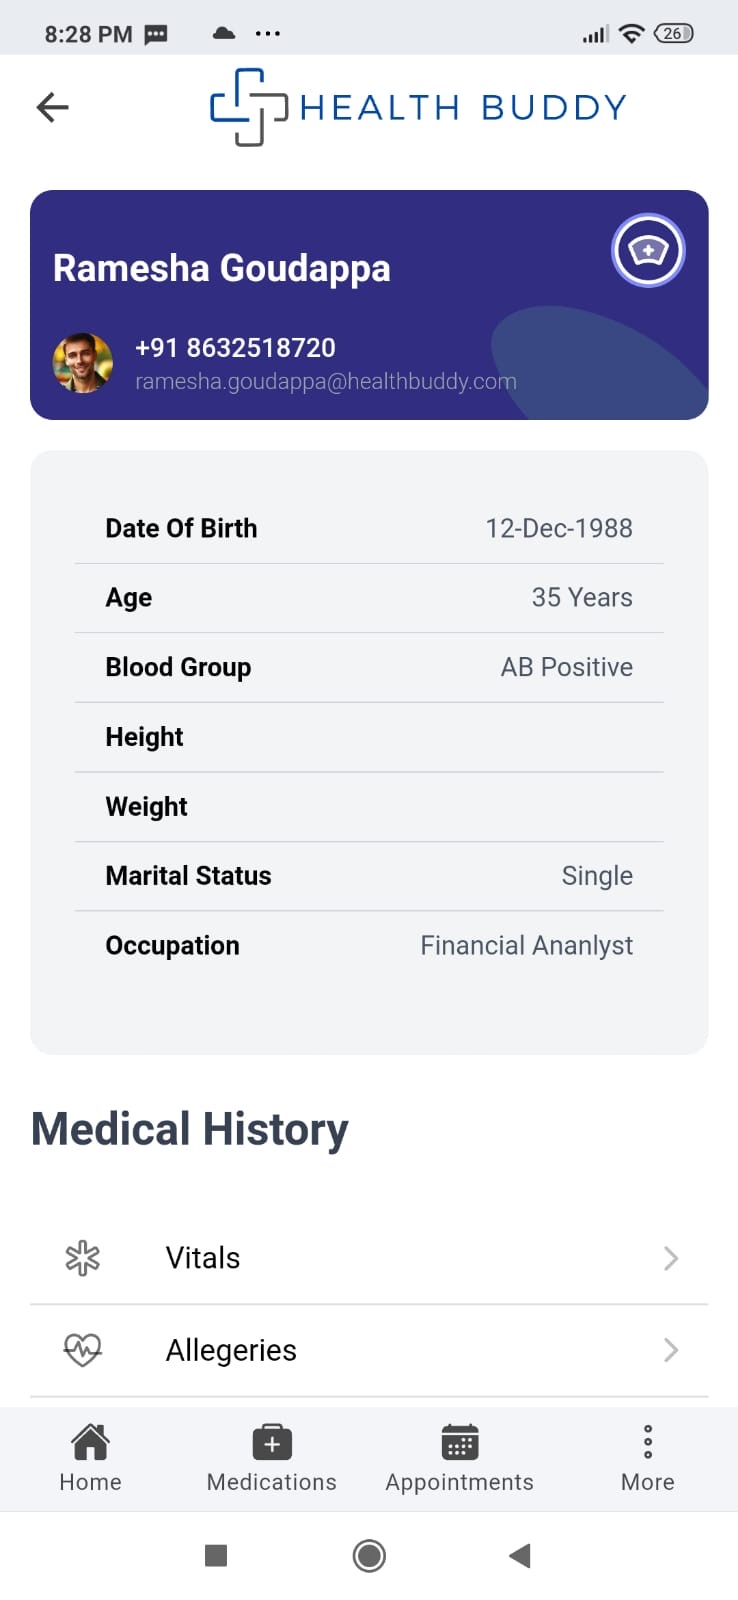 8:28 PM
26
HEALTH BUDDY
Ramesha Goudappa
+91 8632518720
ramesha.goudappa@healthbuddy.com
Date Of Birth 12-Dec-1988
Age 35 Years
Blood Group AB Positive
Height
Weight
Marital Status Single
Occupation Financial Ananlyst
Medical History
Vitals
Allegeries
Home Medications Appointments More